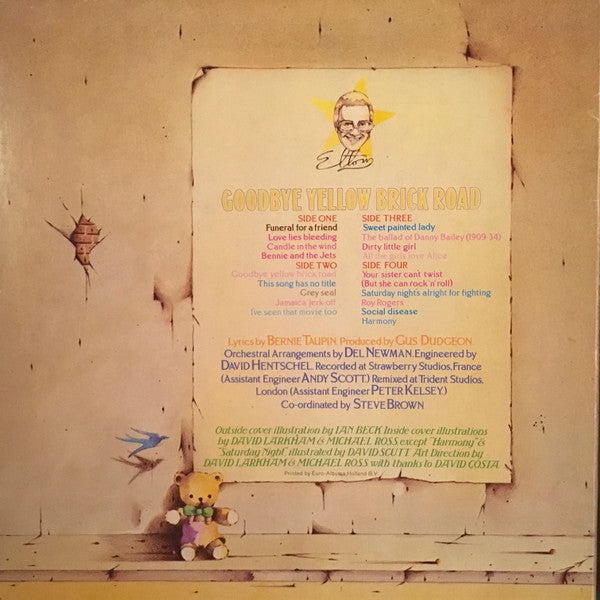 Elton
GOODBYE YELLOW BRICK ROAD
SIDE ONE
Funeral for a friend
Love lies bleeding
Candle in the wind
Bennie and the Jets
SIDE TWO
Goodbye yellow brick road
This song has no title
Grey seal
Jamaica Jerk-off
I've seen that movie too
SIDE THREE
Sweet painted lady
The ballad of Danny Bailey (1909-34)
Dirty little girl
All the girls love Alice
SIDE FOUR
Your sister can't twist
(But she can rock 'n' roll)
Saturday nights alright for fighting
Roy Rogers
Social disease
Harmony
Lyrics by BERNIE TAUPIN. Produced by GUS DUDGEON.
Orchestral Arrangements by DEL NEWMAN. Engineered by
DAVID HENTSCHEL. Recorded at Strawberry Studios, France
(Assistant Engineer ANDY SCOTT.) Remixed at Trident Studios,
London (Assistant Engineer PETER KELSEY.)
Co-ordinated by STEVE BROWN
Outside cover illustration by IAN BECK Inside cover illustrations
by DAVID LARKHAM & MICHAEL ROSS except "Harmony" &
"Saturday Night" illustrated by DAVID SCUTT Art Direction by
DAVID LARKHAM & MICHAEL ROSS with thanks to DAVID COSTA.
Printed by Euro-Albums, Holland B.V.